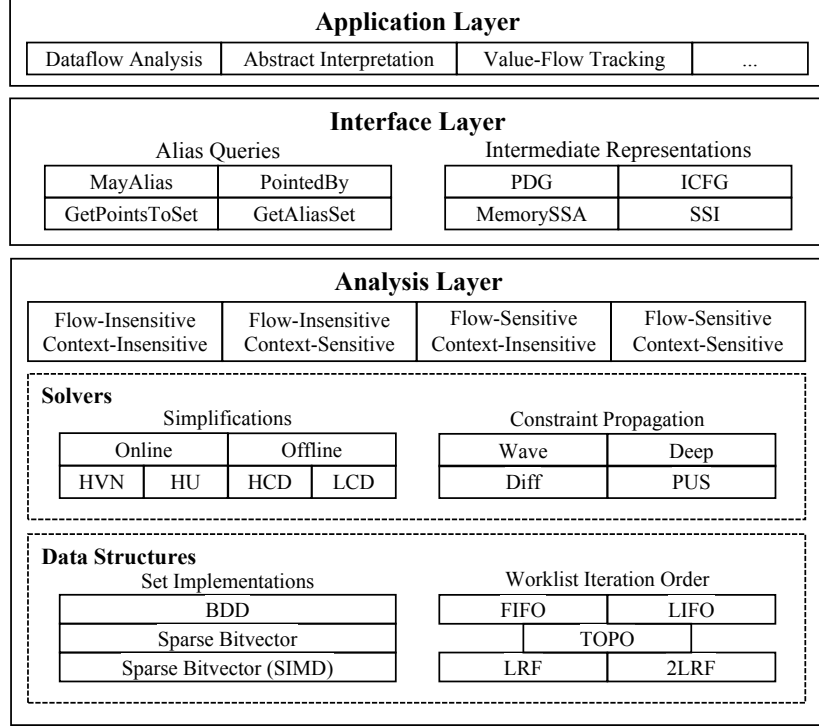 Application Layer
Dataflow Analysis Abstract Interpretation Value-Flow Tracking ...
Interface Layer
Alias Queries
MayAlias PointedBy
GetPointsToSet GetAliasSet
Intermediate Representations
PDG ICFG
MemorySSA SSI
Analysis Layer
Flow-Insensitive
Context-Insensitive
Flow-Insensitive
Context-Sensitive
Flow-Sensitive
Context-Insensitive
Flow-Sensitive
Context-Sensitive
Solvers
Simplifications
Online Offline
HVN HU HCD LCD
Constraint Propagation
Wave Deep
Diff PUS
Data Structures
Set Implementations
BDD
Sparse Bitvector
Sparse Bitvector (SIMD)
Worklist Iteration Order
FIFO LIFO
TOPO
LRF 2LRF